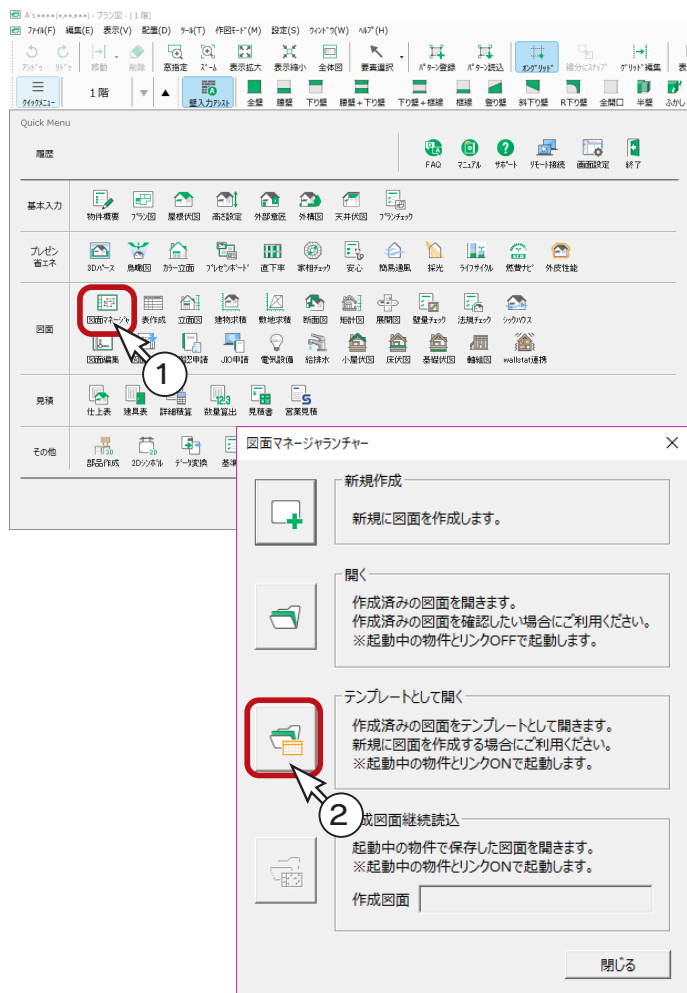 A's****(*.**,***) - プラン図 - [1 階]
ﾌｧｲﾙ(F) 編集(E) 表示(V) 配置(D) ﾂｰﾙ(T) 作図ﾓｰﾄﾞ(M) 設定(S) ｳｨﾝﾄﾞｳ(W) ﾍﾙﾌﾟ(H)
ｱﾝﾄﾞｩ ﾘﾄﾞｩ 移動 削除 窓指定 ｽﾞｰﾑ 表示拡大 表示縮小 全体図 要素選択 ﾊﾟﾀｰﾝ登録 ﾊﾟﾀｰﾝ読込 ｵﾝｸﾞﾘｯﾄﾞ 線分にｽﾅｯﾌﾟ ｸﾞﾘｯﾄﾞ編集 表
ｸｲｯｸﾒﾆｭｰ 1 階 壁入力ｱｼｽﾄ 全壁 腰壁 下り壁 腰壁+下り壁 下り壁+框線 框線 登り壁 斜下り壁 R下り壁 全開口 半壁 ふかし
Quick Menu
履歴 FAQ ﾏﾆｭｱﾙ ｻﾎﾟｰﾄ ﾘﾓｰﾄ接続 画面設定 終了
基本入力 物件概要 ﾌﾟﾗﾝ図 屋根伏図 高さ設定 外部意匠 外構図 天井伏図 ﾌﾟﾗﾝﾁｪｯｸ
プレゼン
省エネ 3Dﾊﾟｰｽ 鳥瞰図 ｶﾗｰ立面 ﾌﾟﾚｾﾞﾝﾎﾞｰﾄﾞ 直下率 家相ﾁｪｯｸ 安心 簡易通風 採光 ﾗｲﾌｻｲｸﾙ 燃費ﾅﾋﾞ 外皮性能
図面 図面ﾏﾈｰｼﾞｬ 表作成 立面図 建物求積 敷地求積 断面図 矩計図 展開図 壁量ﾁｪｯｸ 法規ﾁｪｯｸ ｼｯｸﾊｳｽ
図面編集 認申請 JIO申請 電気設備 給排水 小屋伏図 床伏図 基礎伏図 軸組図 wallstat連携
1
見積 仕上表 建具表 詳細積算 数量算出 見積書 営業見積
その他 部品作成 2Dｼﾝﾎﾞﾙ ﾃﾞｰﾀ変換 基準
図面マネージャランチャー
新規作成
新規に図面を作成します。
開く
作成済みの図面を開きます。
作成済みの図面を確認したい場合にご利用ください。
※起動中の物件とリンクOFFで起動します。
テンプレートとして開く
作成済みの図面をテンプレートとして開きます。
新規に図面を作成する場合にご利用ください。
※起動中の物件とリンクONで起動します。
2
成図面継続読込
起動中の物件で保存した図面を開きます。
※起動中の物件とリンクONで起動します。
作成図面
閉じる